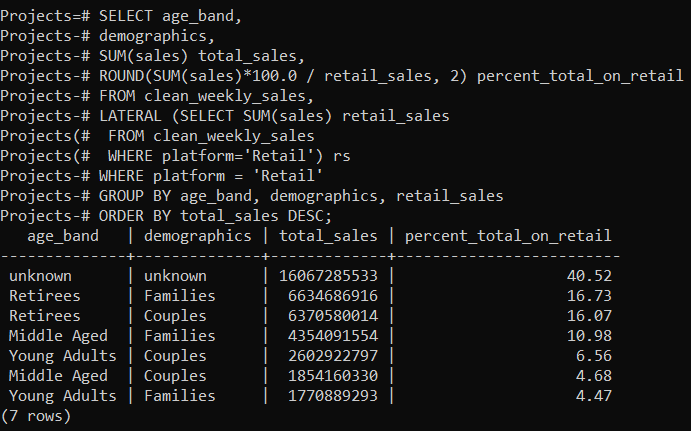 Projects=# SELECT age_band,
Projects-# demographics,
Projects-# SUM(sales) total_sales,
Projects-# ROUND(SUM(sales)*100.0 / retail_sales, 2) percent_total_on_retail
Projects-# FROM clean_weekly_sales,
Projects-# LATERAL (SELECT SUM(sales) retail_sales
Projects(#  FROM clean_weekly_sales
Projects(#  WHERE platform='Retail') rs
Projects-# WHERE platform = 'Retail'
Projects-# GROUP BY age_band, demographics, retail_sales
Projects-# ORDER BY total_sales DESC;
   age_band   | demographics | total_sales | percent_total_on_retail
--------------+--------------+-------------+-------------------------
 unknown      | unknown      | 16067285533 |                   40.52
 Retirees     | Families     |  6634686916 |                   16.73
 Retirees     | Couples      |  6370580014 |                   16.07
 Middle Aged  | Families     |  4354091554 |                   10.98
 Young Adults | Couples      |  2602922797 |                    6.56
 Middle Aged  | Couples      |  1854160330 |                    4.68
 Young Adults | Families     |  1770889293 |                    4.47
(7 rows)